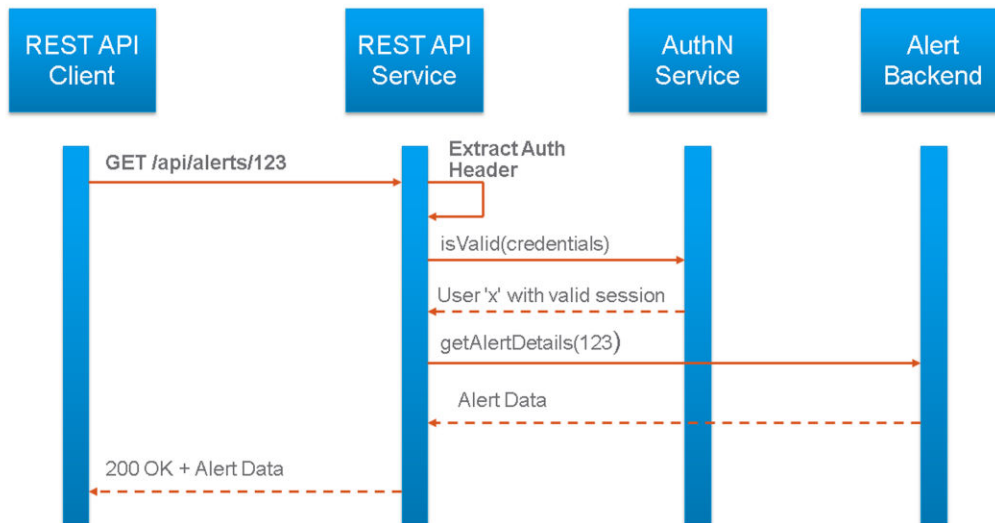 REST API
Client
REST API
Service
AuthN
Service
Alert
Backend
GET /api/alerts/123
Extract Auth
Header
isValid(credentials)
User 'x' with valid session
getAlertDetails(123)
Alert Data
200 OK + Alert Data